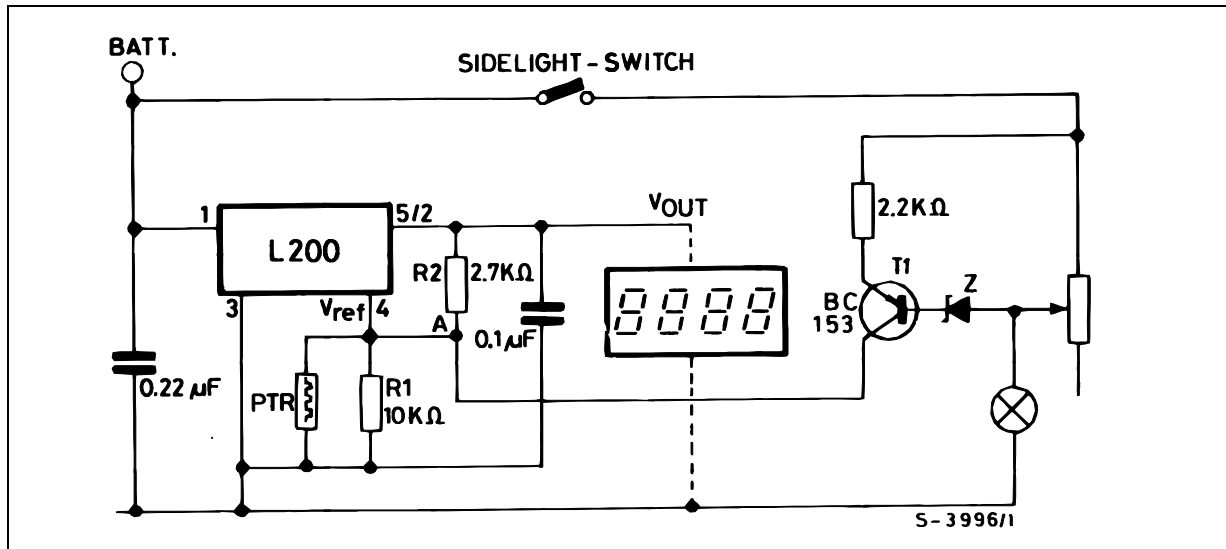 BATT.
SIDELIGHT - SWITCH
1
L200
5/2
3
Vref
4
R2
2.7KΩ
A
0.1µF
VOUT
8888
2.2KΩ
T1
BC
153
Z
0.22µF
PTR
R1
10KΩ
S-3996/1